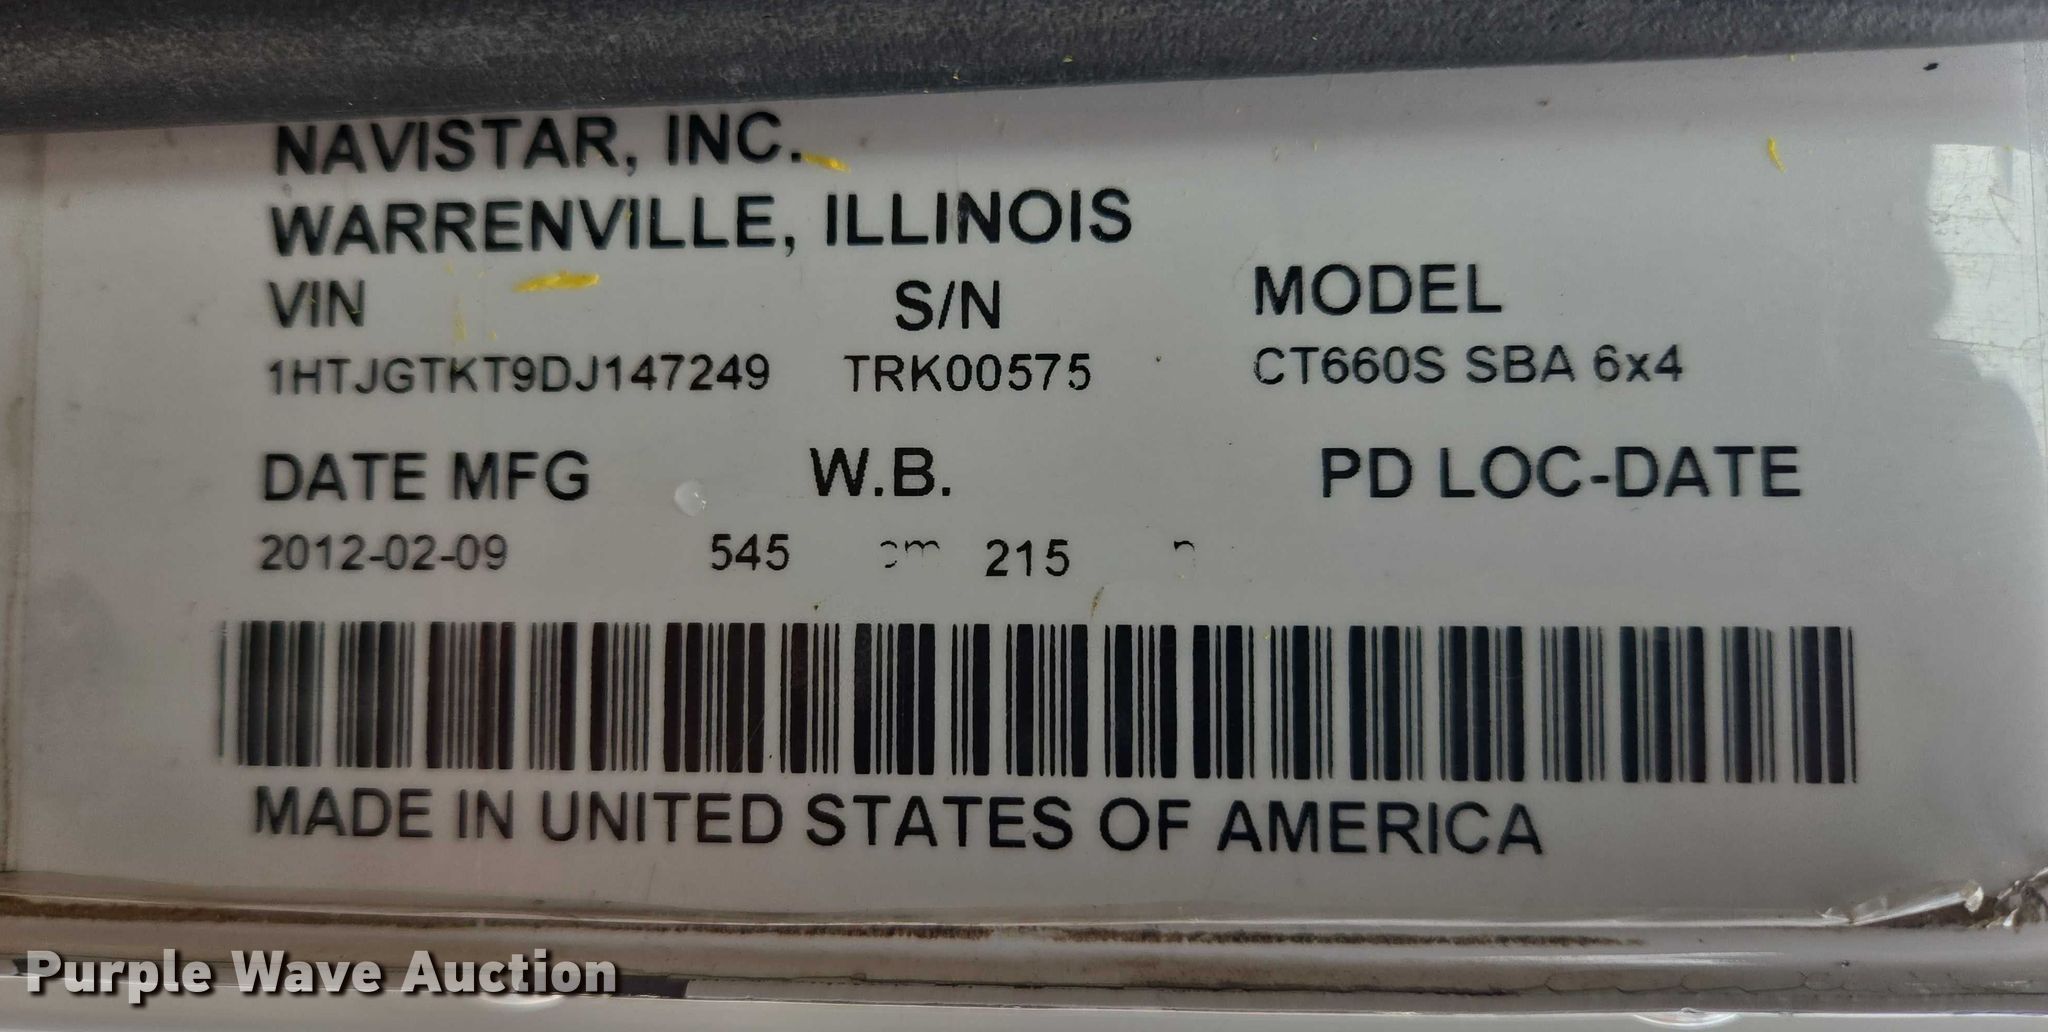 NAVISTAR, INC.
WARRENVILLE, ILLINOIS
VIN S/N MODEL
1HTJGTKT9DJ147249 TRK00575 CT660S SBA 6x4
DATE MFG W.B. PD LOC-DATE
2012-02-09 545 cm 215
MADE IN UNITED STATES OF AMERICA
Purple Wave Auction